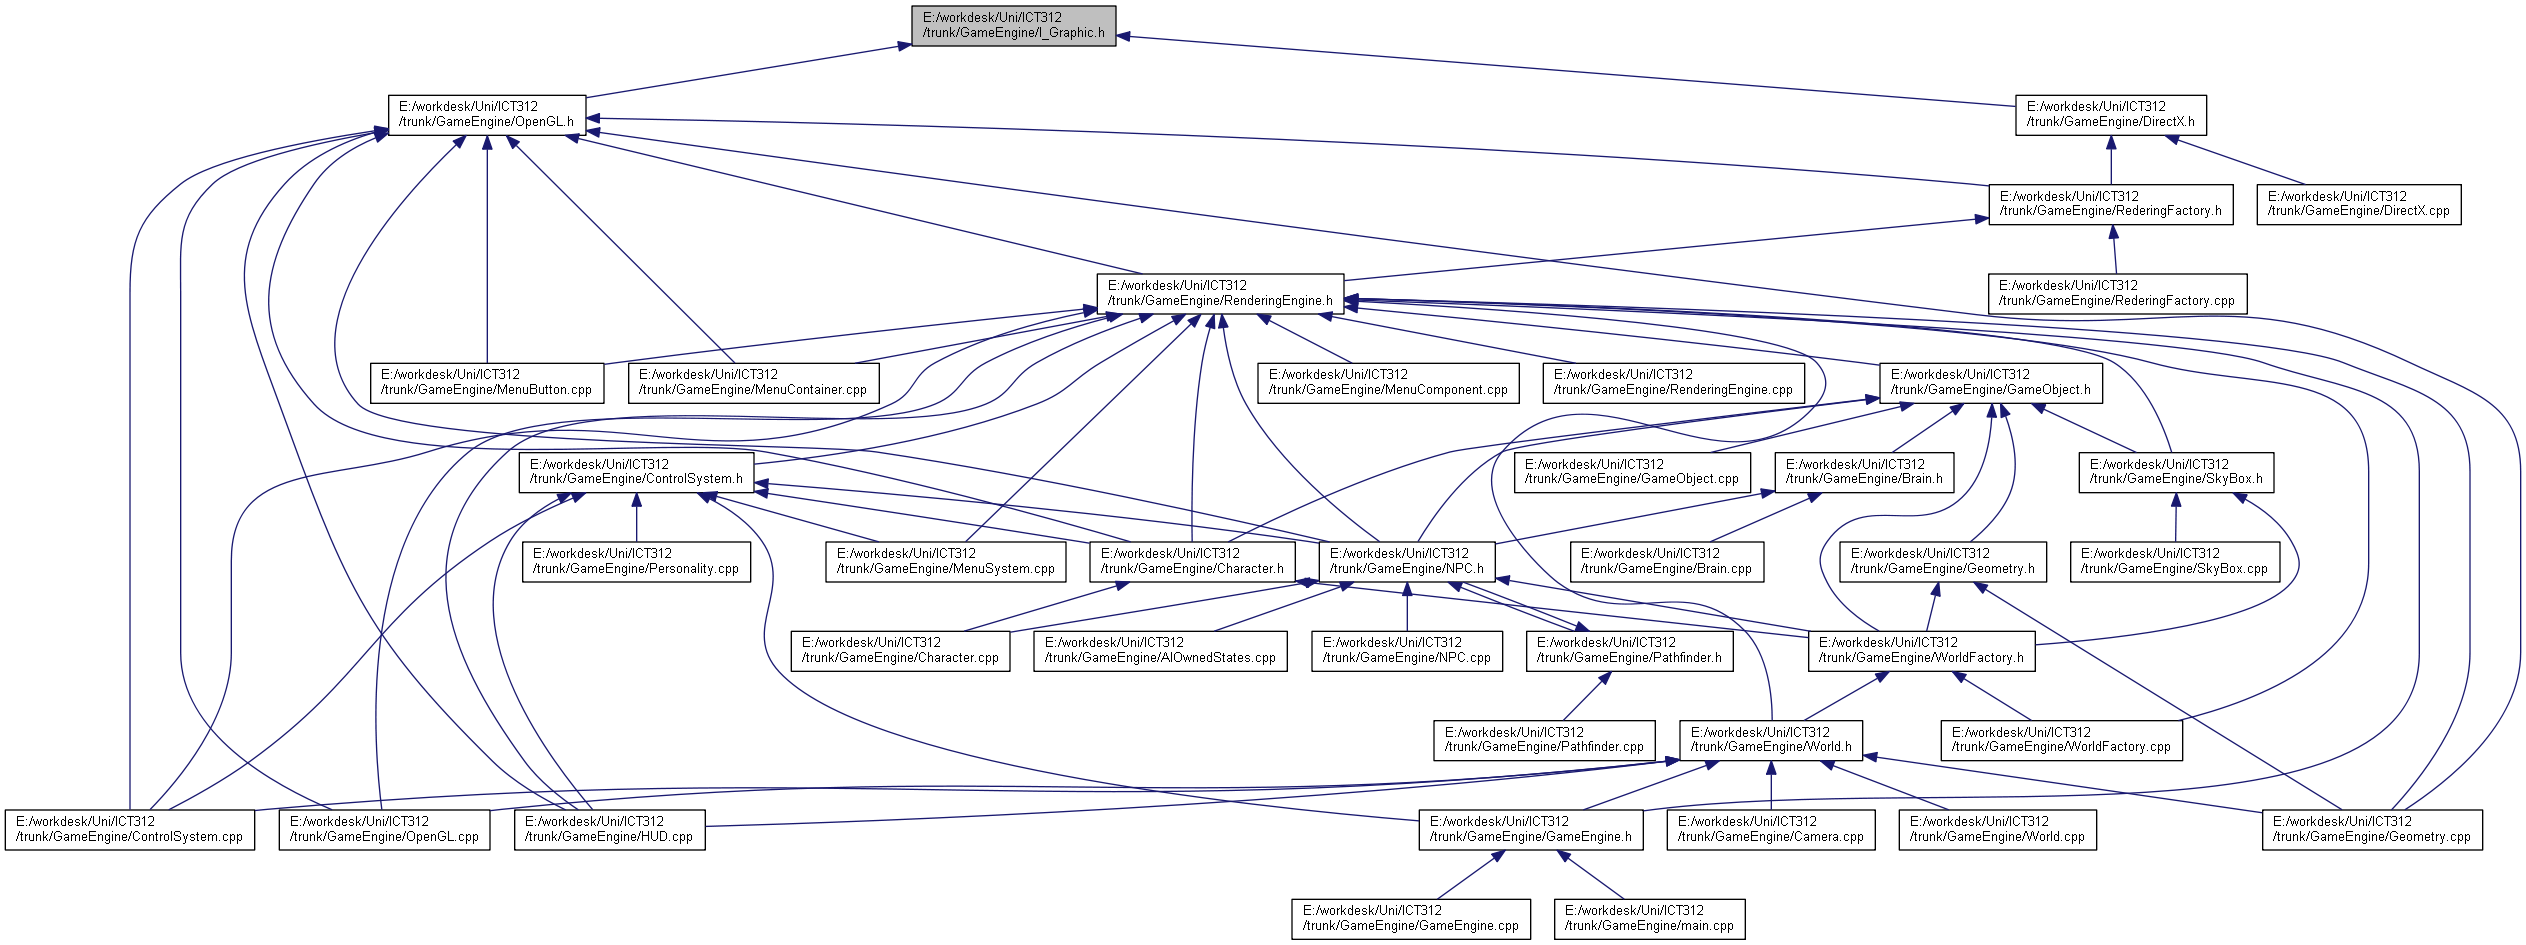 E:/workdesk/Uni/ICT312
/trunk/GameEngine/I_Graphic.h
E:/workdesk/Uni/ICT312
/trunk/GameEngine/OpenGL.h
E:/workdesk/Uni/ICT312
/trunk/GameEngine/DirectX.h
E:/workdesk/Uni/ICT312
/trunk/GameEngine/RederingFactory.h
E:/workdesk/Uni/ICT312
/trunk/GameEngine/DirectX.cpp
E:/workdesk/Uni/ICT312
/trunk/GameEngine/RenderingEngine.h
E:/workdesk/Uni/ICT312
/trunk/GameEngine/RederingFactory.cpp
E:/workdesk/Uni/ICT312
/trunk/GameEngine/MenuButton.cpp
E:/workdesk/Uni/ICT312
/trunk/GameEngine/MenuContainer.cpp
E:/workdesk/Uni/ICT312
/trunk/GameEngine/MenuComponent.cpp
E:/workdesk/Uni/ICT312
/trunk/GameEngine/RenderingEngine.cpp
E:/workdesk/Uni/ICT312
/trunk/GameEngine/GameObject.h
E:/workdesk/Uni/ICT312
/trunk/GameEngine/ControlSystem.h
E:/workdesk/Uni/ICT312
/trunk/GameEngine/GameObject.cpp
E:/workdesk/Uni/ICT312
/trunk/GameEngine/Brain.h
E:/workdesk/Uni/ICT312
/trunk/GameEngine/SkyBox.h
E:/workdesk/Uni/ICT312
/trunk/GameEngine/Personality.cpp
E:/workdesk/Uni/ICT312
/trunk/GameEngine/MenuSystem.cpp
E:/workdesk/Uni/ICT312
/trunk/GameEngine/Character.h
E:/workdesk/Uni/ICT312
/trunk/GameEngine/NPC.h
E:/workdesk/Uni/ICT312
/trunk/GameEngine/Brain.cpp
E:/workdesk/Uni/ICT312
/trunk/GameEngine/Geometry.h
E:/workdesk/Uni/ICT312
/trunk/GameEngine/SkyBox.cpp
E:/workdesk/Uni/ICT312
/trunk/GameEngine/Character.cpp
E:/workdesk/Uni/ICT312
/trunk/GameEngine/AIOwnedStates.cpp
E:/workdesk/Uni/ICT312
/trunk/GameEngine/NPC.cpp
E:/workdesk/Uni/ICT312
/trunk/GameEngine/Pathfinder.h
E:/workdesk/Uni/ICT312
/trunk/GameEngine/WorldFactory.h
E:/workdesk/Uni/ICT312
/trunk/GameEngine/Pathfinder.cpp
E:/workdesk/Uni/ICT312
/trunk/GameEngine/World.h
E:/workdesk/Uni/ICT312
/trunk/GameEngine/WorldFactory.cpp
E:/workdesk/Uni/ICT312
/trunk/GameEngine/ControlSystem.cpp
E:/workdesk/Uni/ICT312
/trunk/GameEngine/OpenGL.cpp
E:/workdesk/Uni/ICT312
/trunk/GameEngine/HUD.cpp
E:/workdesk/Uni/ICT312
/trunk/GameEngine/GameEngine.h
E:/workdesk/Uni/ICT312
/trunk/GameEngine/Camera.cpp
E:/workdesk/Uni/ICT312
/trunk/GameEngine/World.cpp
E:/workdesk/Uni/ICT312
/trunk/GameEngine/Geometry.cpp
E:/workdesk/Uni/ICT312
/trunk/GameEngine/GameEngine.cpp
E:/workdesk/Uni/ICT312
/trunk/GameEngine/main.cpp